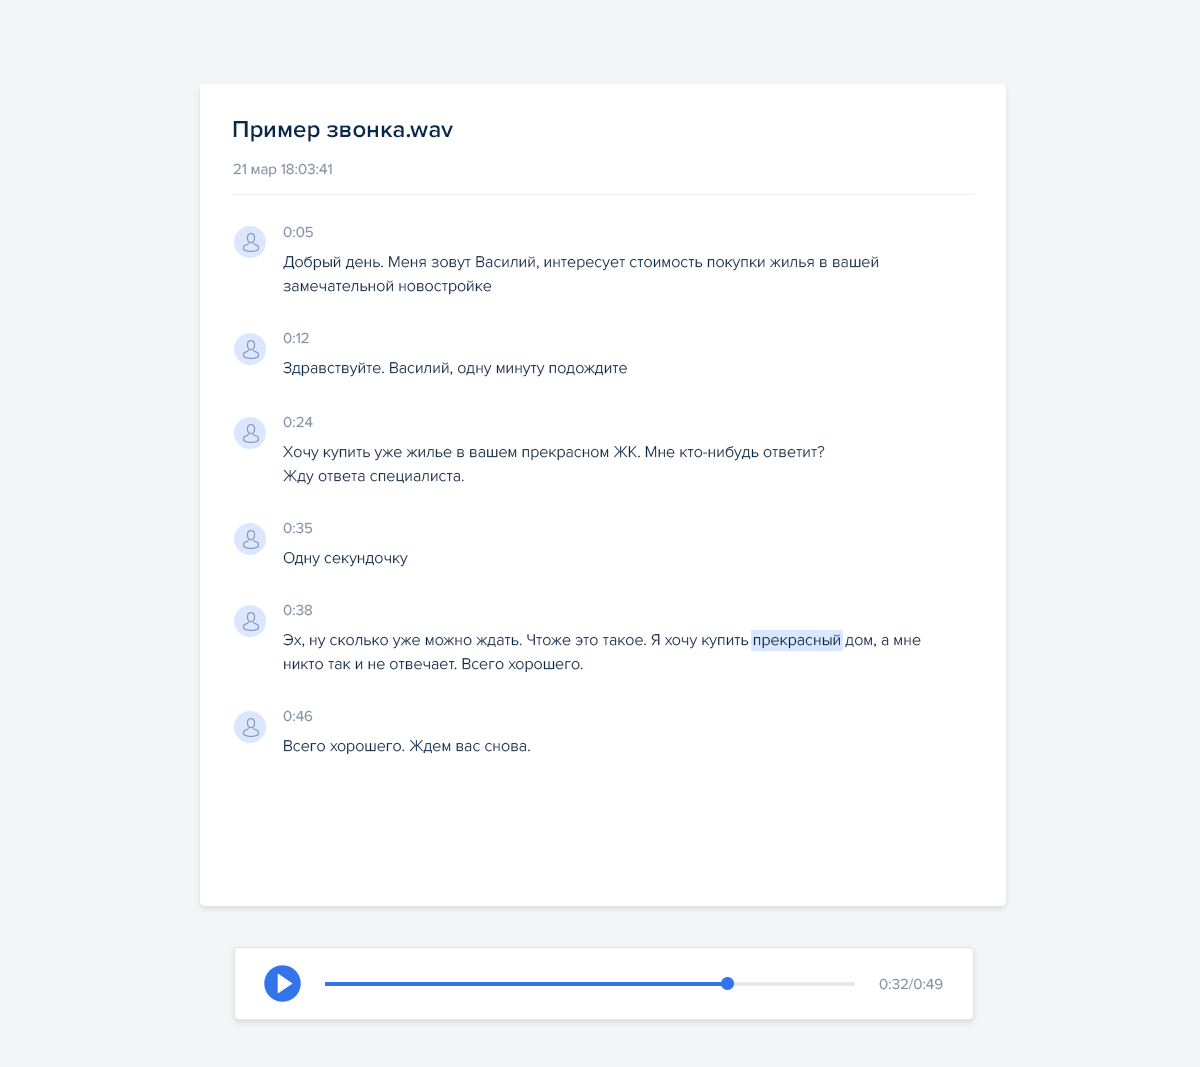 Пример звонка.wav
21 мар 18:03:41
0:05
Добрый день. Меня зовут Василий, интересует стоимость покупки жилья в вашей
замечательной новостройке
0:12
Здравствуйте. Василий, одну минуту подождите
0:24
Хочу купить уже жилье в вашем прекрасном ЖК. Мне кто-нибудь ответит?
Жду ответа специалиста.
0:35
Одну секундочку
0:38
Эх, ну сколько уже можно ждать. Чтоже это такое. Я хочу купить прекрасный дом, а мне
никто так и не отвечает. Всего хорошего.
0:46
Всего хорошего. Ждем вас снова.
0:32/0:49